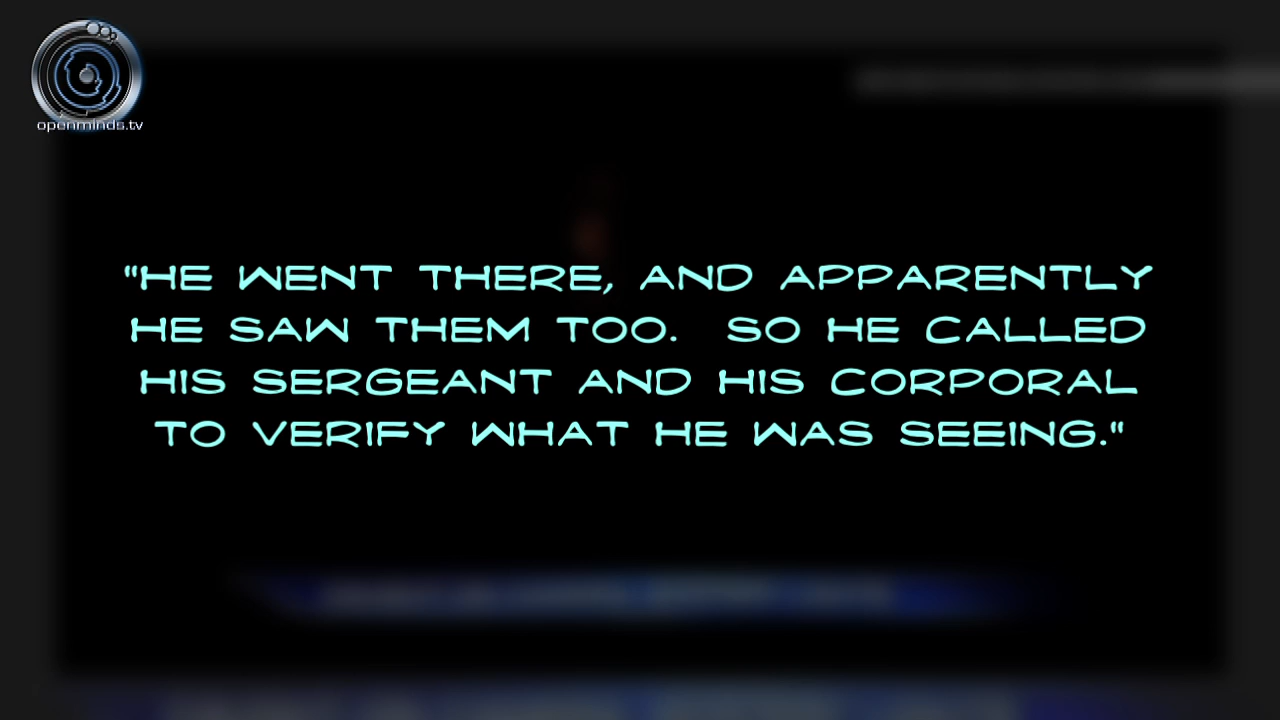 openminds.tv
"HE WENT THERE, AND APPARENTLY
HE SAW THEM TOO. SO HE CALLED
HIS SERGEANT AND HIS CORPORAL
TO VERIFY WHAT HE WAS SEEING."